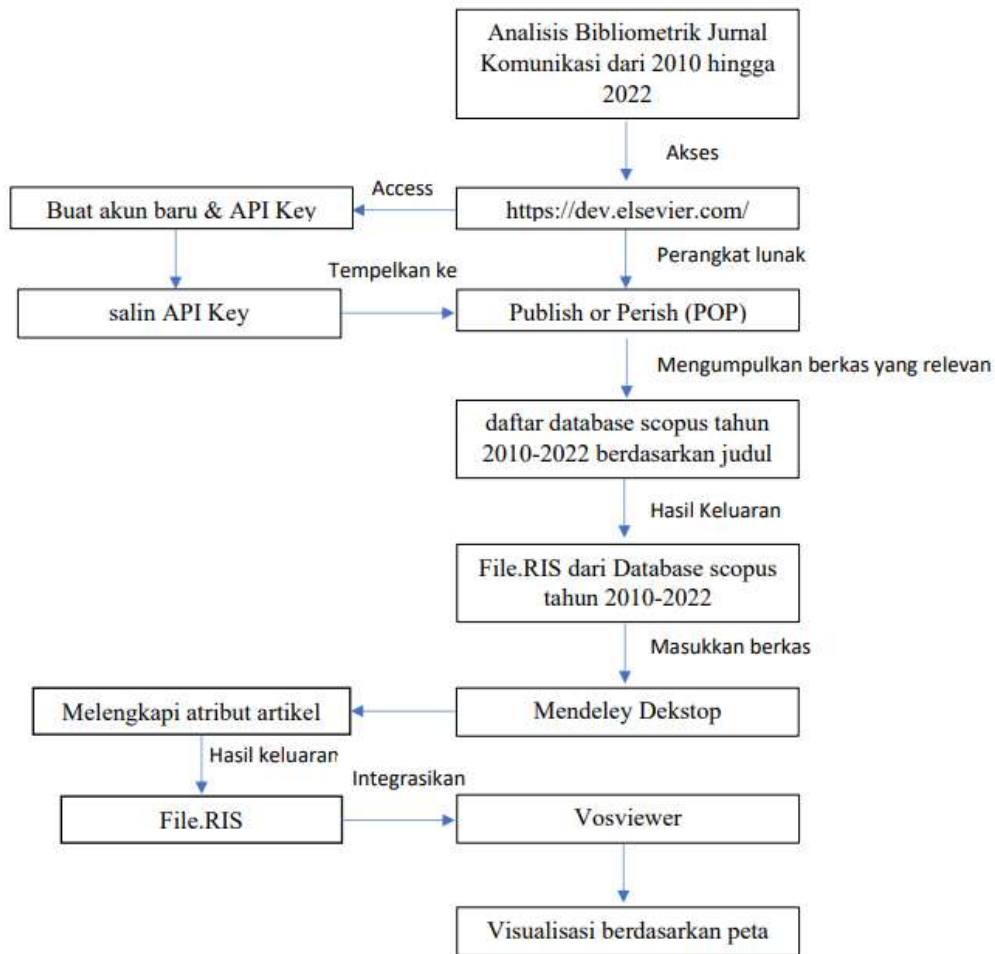 Analisis Bibliometrik Jurnal
Komunikasi dari 2010 hingga
2022
Akses
Access
Buat akun baru & API Key
https://dev.elsevier.com/
Perangkat lunak
Tempelkan ke
salin API Key
Publish or Perish (POP)
Mengumpulkan berkas yang relevan
daftar database scopus tahun
2010-2022 berdasarkan judul
Hasil Keluaran
File.RIS dari Database scopus
tahun 2010-2022
Masukkan berkas
Melengkapi atribut artikel
Mendeley Dekstop
Hasil keluaran
Integrasikan
File.RIS
Vosviewer
Visualisasi berdasarkan peta